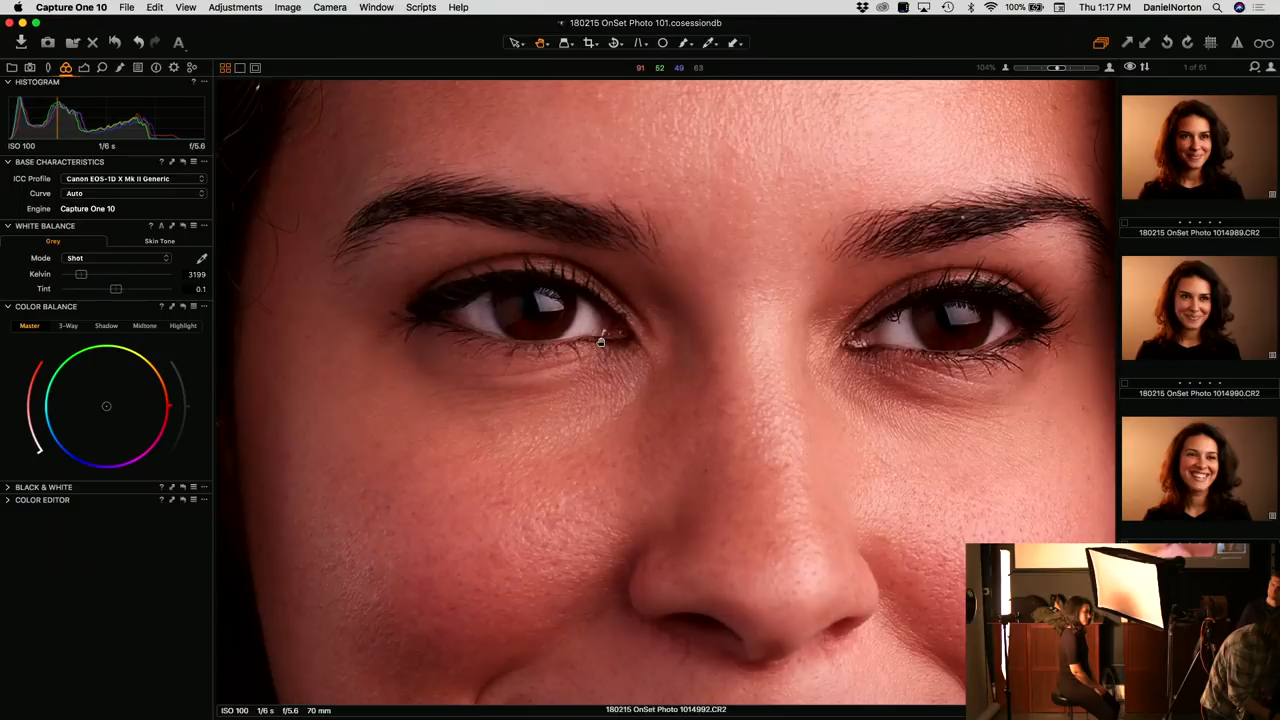 Capture One 10 File Edit View Adjustments Image Camera Window Scripts Help 100% Thu 1:17 PM DanielNorton
180215 OnSet Photo 101.cosessiondb
91 52 49 63 104% 1 of 51
HISTOGRAM ?
ISO 100 1/6 s f/5.6
BASE CHARACTERISTICS ?
ICC Profile Canon EOS-1D X Mk II Generic
Curve Auto
Engine Capture One 10
WHITE BALANCE ? A
Grey Skin Tone
Mode Shot
Kelvin 3199
Tint 0.1
COLOR BALANCE ?
Master 3-Way Shadow Midtone Highlight
BLACK & WHITE ?
COLOR EDITOR ?
180215 OnSet Photo 1014989.CR2
180215 OnSet Photo 1014990.CR2
ISO 100 1/6 s f/5.6 70 mm 180215 OnSet Photo 1014992.CR2